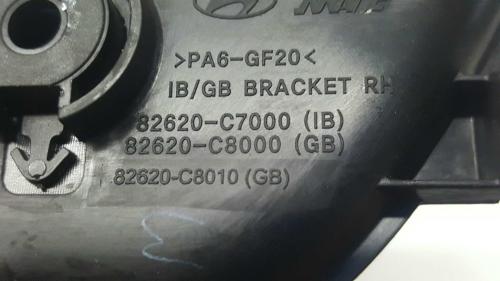 >PA6-GF20<
IB/GB BRACKET RH
82620-C7000 (IB)
82620-C8000 (GB)
82620-C8010 (GB)